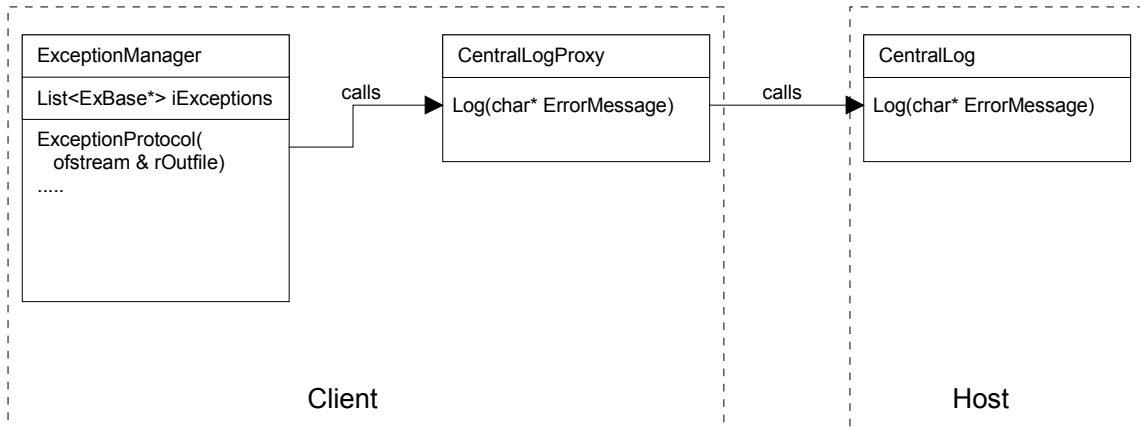 ExceptionManager
List<ExBase*> iExceptions
ExceptionProtocol(
ofstream & rOutfile)
.....
calls
CentralLogProxy
Log(char* ErrorMessage)
calls
CentralLog
Log(char* ErrorMessage)
Client
Host